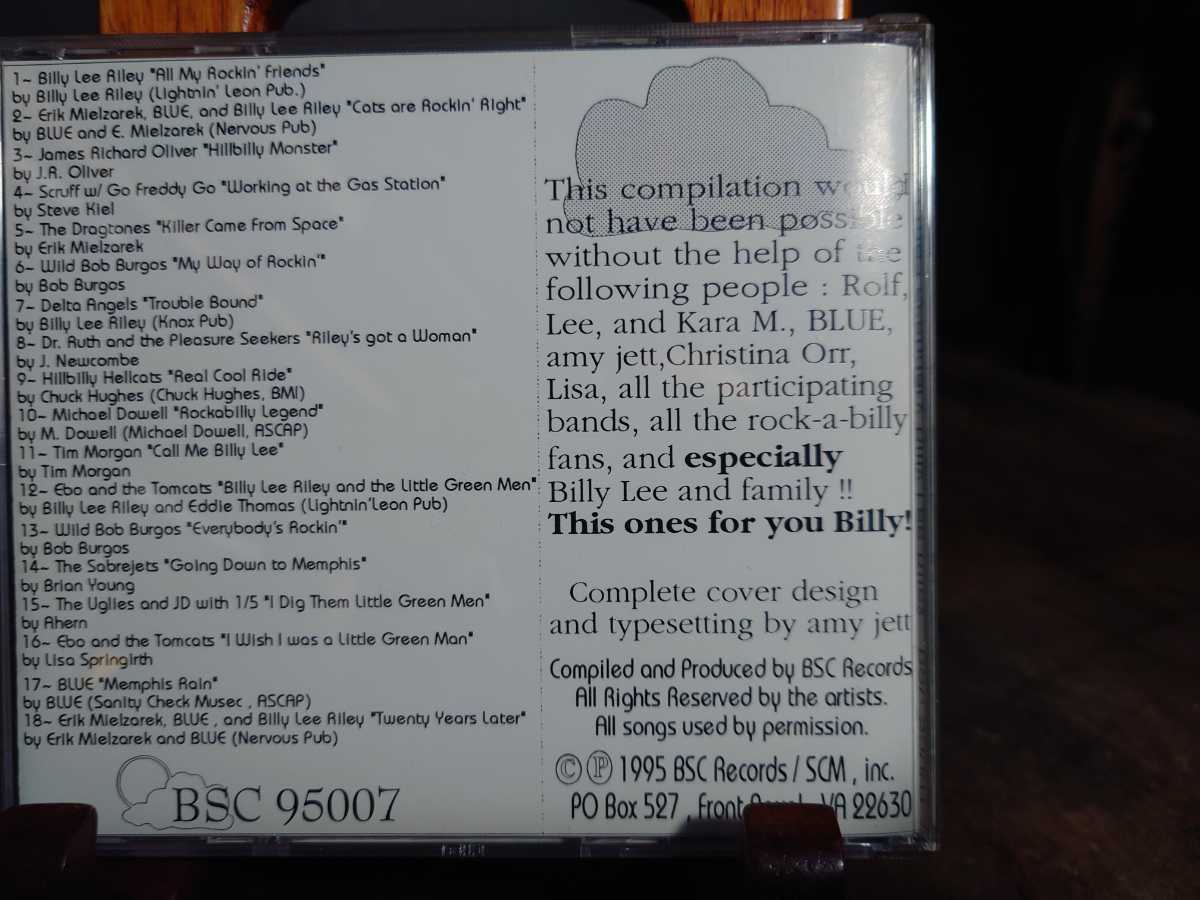 1~ Billy Lee Riley "All My Rockin' Friends"
by Billy Lee Riley (Lightnin' Leon Pub.)
2~ Erik Mielzarek, BLUE, and Billy Lee Riley "Cats are Rockin' Right"
by BLUE and E. Mielzarek (Nervous Pub)
3~ James Richard Oliver "Hillbilly Monster"
by J.R. Oliver
4~ Scruff w/ Go Freddy Go "Working at the Gas Station"
by Steve Kiel
5~ The Dragtones "Killer Came From Space"
by Erik Mielzarek
6~ Wild Bob Burgos "My Way of Rockin'"
by Bob Burgos
7~ Delta Angels "Trouble Bound"
by Billy Lee Riley (Knox Pub)
8~ Dr. Ruth and the Pleasure Seekers "Riley's got a Woman"
by J. Newcombe
9~ Hillbilly Hellcats "Real Cool Ride"
by Chuck Hughes (Chuck Hughes, BMI)
10~ Michael Dowell "Rockabilly Legend"
by M. Dowell (Michael Dowell, ASCAP)
11~ Tim Morgan "Call Me Billy Lee"
by Tim Morgan
12~ Ebo and the Tomcats "Billy Lee Riley and the Little Green Men"
by Billy Lee Riley and Eddie Thomas (Lightnin'Leon Pub)
13~ Wild Bob Burgos "Everybody's Rockin'"
by Bob Burgos
14~ The Sabrejets "Going Down to Memphis"
by Brian Young
15~ The Uglies and JD with 1/5 "I Dig Them Little Green Men"
by Ahern
16~ Ebo and the Tomcats "I Wish I was a Little Green Man"
by Lisa Springirth
17~ BLUE "Memphis Rain"
by BLUE (Sanity Check Musec , ASCAP)
18~ Erik Mielzarek, BLUE , and Billy Lee Riley "Twenty Years Later"
by Erik Mielzarek and BLUE (Nervous Pub)
BSC 95007
This compilation would
not have been possible
without the help of the
following people : Rolf,
Lee, and Kara M., BLUE,
amy jett,Christina Orr,
Lisa, all the participating
bands, all the rock-a-billy
fans, and especially
Billy Lee and family !!
This ones for you Billy!
Complete cover design
and typesetting by amy jett
Compiled and Produced by BSC Records
All Rights Reserved by the artists.
All songs used by permission.
© ℗ 1995 BSC Records / SCM , inc.
PO Box 527 , Front VA 22630